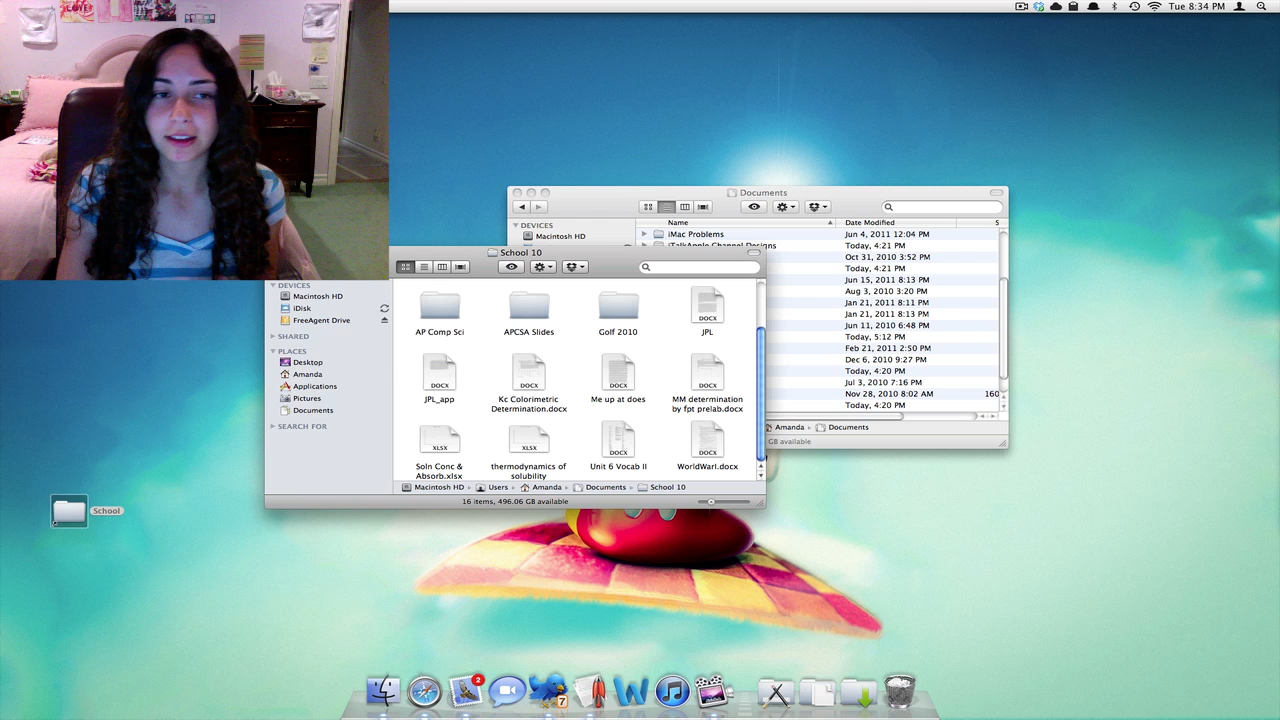 Tue 8:34 PM
Documents
DEVICES
Macintosh HD
Name
Date Modified
S
iMac Problems
Jun 4, 2011 12:04 PM
iTalkApple Channel Designs
Today, 4:21 PM
Oct 31, 2010 3:52 PM
Today, 4:21 PM
Jun 15, 2011 8:13 PM
Aug 3, 2010 3:20 PM
Jan 21, 2011 8:11 PM
Jan 21, 2011 8:13 PM
Jun 11, 2010 6:48 PM
Today, 5:12 PM
Feb 21, 2011 2:50 PM
Dec 6, 2010 9:27 PM
Today, 4:20 PM
Jul 3, 2010 7:16 PM
Nov 28, 2010 8:02 AM
160
Today, 4:20 PM
Amanda
Documents
GB available
School 10
DEVICES
Macintosh HD
iDisk
FreeAgent Drive
SHARED
PLACES
Desktop
Amanda
Applications
Pictures
Documents
SEARCH FOR
AP Comp Sci
APCSA Slides
Golf 2010
DOCX
JPL
DOCX
JPL_app
DOCX
Kc Colorimetric
Determination.docx
DOCX
Me up at does
DOCX
MM determination
by fpt prelab.docx
XLSX
Soln Conc &
Absorb.xlsx
XLSX
thermodynamics of
solubility
DOCX
Unit 6 Vocab II
DOCX
WorldWarI.docx
Macintosh HD
Users
Amanda
Documents
School 10
16 items, 496.06 GB available
School
2
7